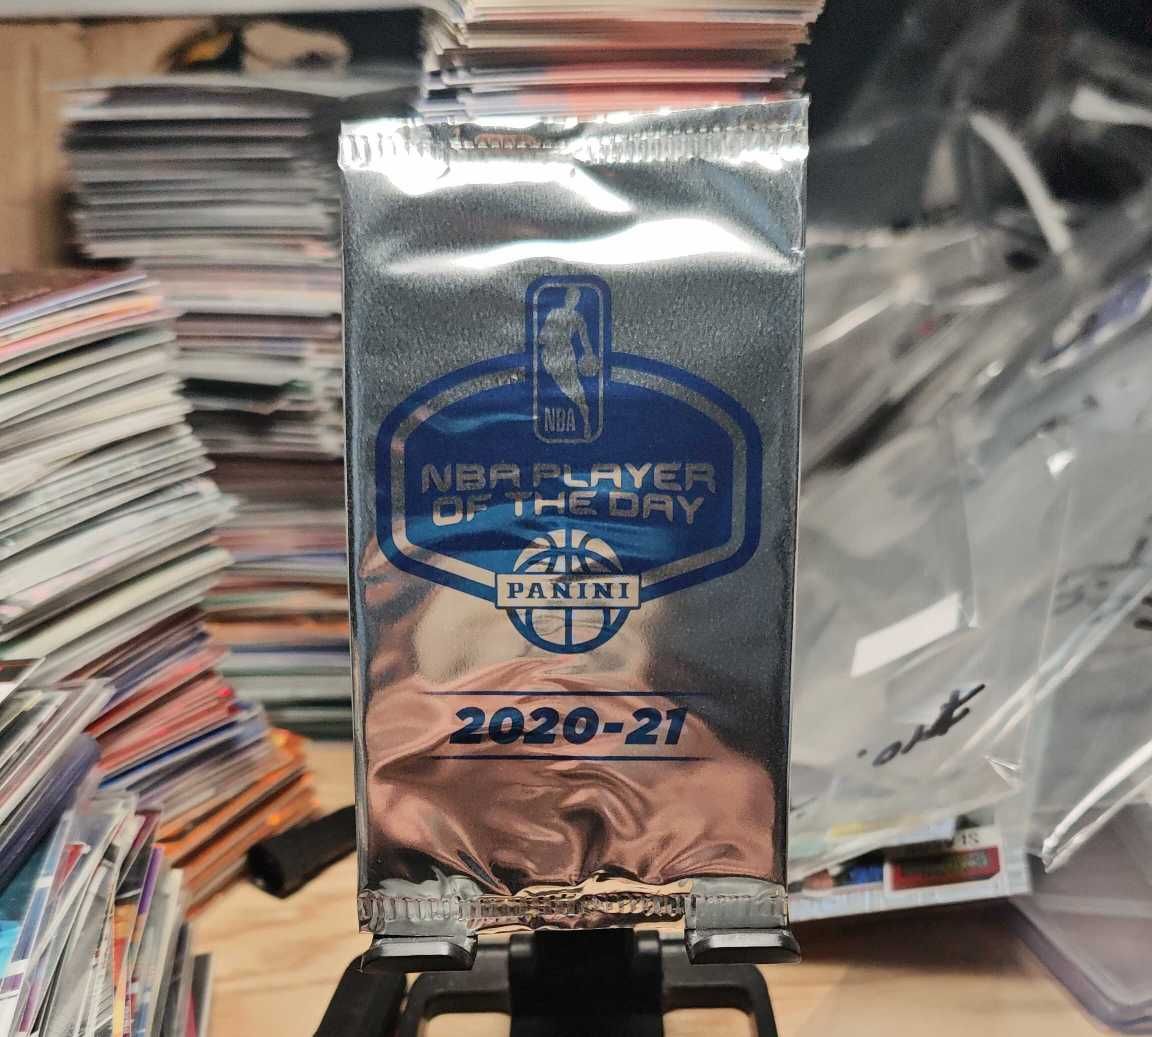 NBA
NBA PLAYER
OF THE DAY
PANINI
2020-21